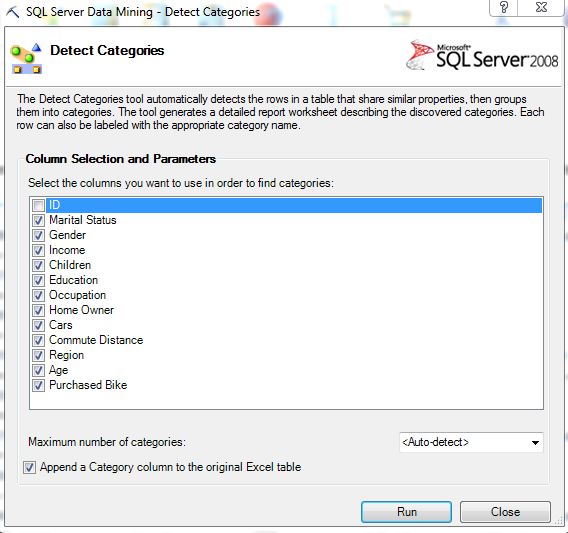 SQL Server Data Mining - Detect Categories
Detect Categories
Microsoft®
SQL Server® 2008
The Detect Categories tool automatically detects the rows in a table that share similar properties, then groups
them into categories. The tool generates a detailed report worksheet describing the discovered categories. Each
row can also be labeled with the appropriate category name.
Column Selection and Parameters
Select the columns you want to use in order to find categories:
ID
Marital Status
Gender
Income
Children
Education
Occupation
Home Owner
Cars
Commute Distance
Region
Age
Purchased Bike
Maximum number of categories: <Auto-detect>
Append a Category column to the original Excel table
Run Close